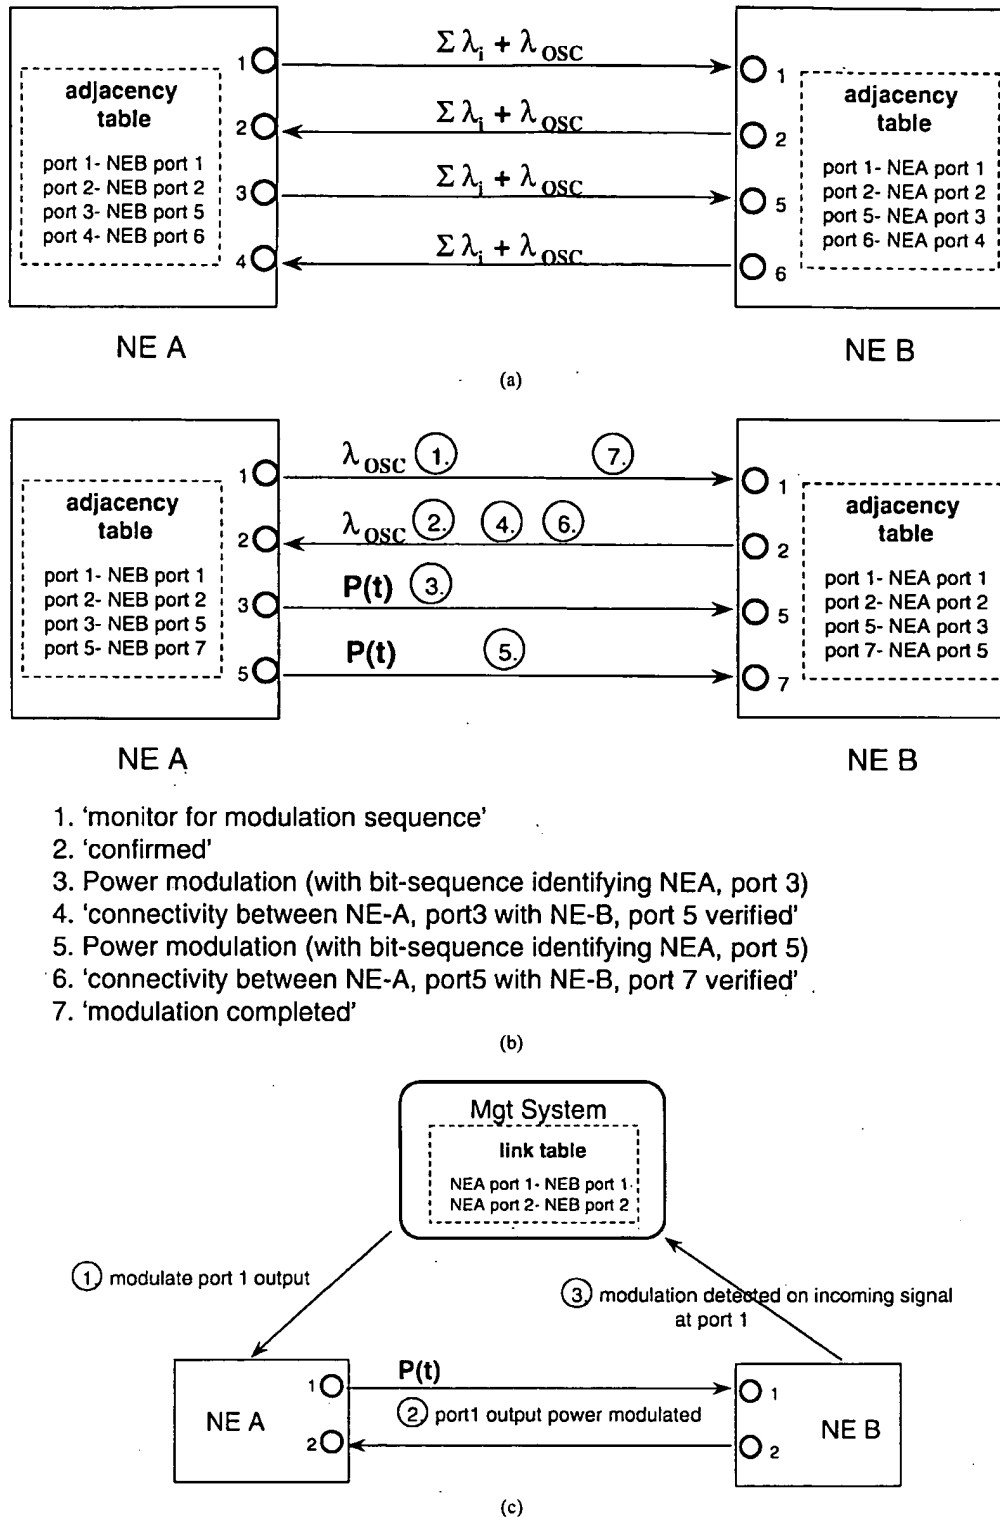 Σ λi + λOSC
1
1
adjacency
table
port 1- NEB port 1
port 2- NEB port 2
port 3- NEB port 5
port 4- NEB port 6
Σ λi + λOSC
2
2
adjacency
table
port 1- NEA port 1
port 2- NEA port 2
port 5- NEA port 3
port 6- NEA port 4
Σ λi + λOSC
3
5
Σ λi + λOSC
4
6
NE A
NE B
(a)
λOSC 1. 7.
1
1
adjacency
table
port 1- NEB port 1
port 2- NEB port 2
port 3- NEB port 5
port 5- NEB port 7
λOSC 2. 4. 6.
2
2
adjacency
table
port 1- NEA port 1
port 2- NEA port 2
port 5- NEA port 3
port 7- NEA port 5
P(t) 3.
3
5
P(t) 5.
5
7
NE A
NE B
1. ‘monitor for modulation sequence’
2. ‘confirmed’
3. Power modulation (with bit-sequence identifying NEA, port 3)
4. ‘connectivity between NE-A, port3 with NE-B, port 5 verified’
5. Power modulation (with bit-sequence identifying NEA, port 5)
6. ‘connectivity between NE-A, port5 with NE-B, port 7 verified’
7. ‘modulation completed’
(b)
Mgt System
link table
NEA port 1- NEB port 1
NEA port 2- NEB port 2
1. modulate port 1 output
3. modulation detected on incoming signal
at port 1
P(t)
1
1
2. port1 output power modulated
NE A
NE B
2
2
(c)